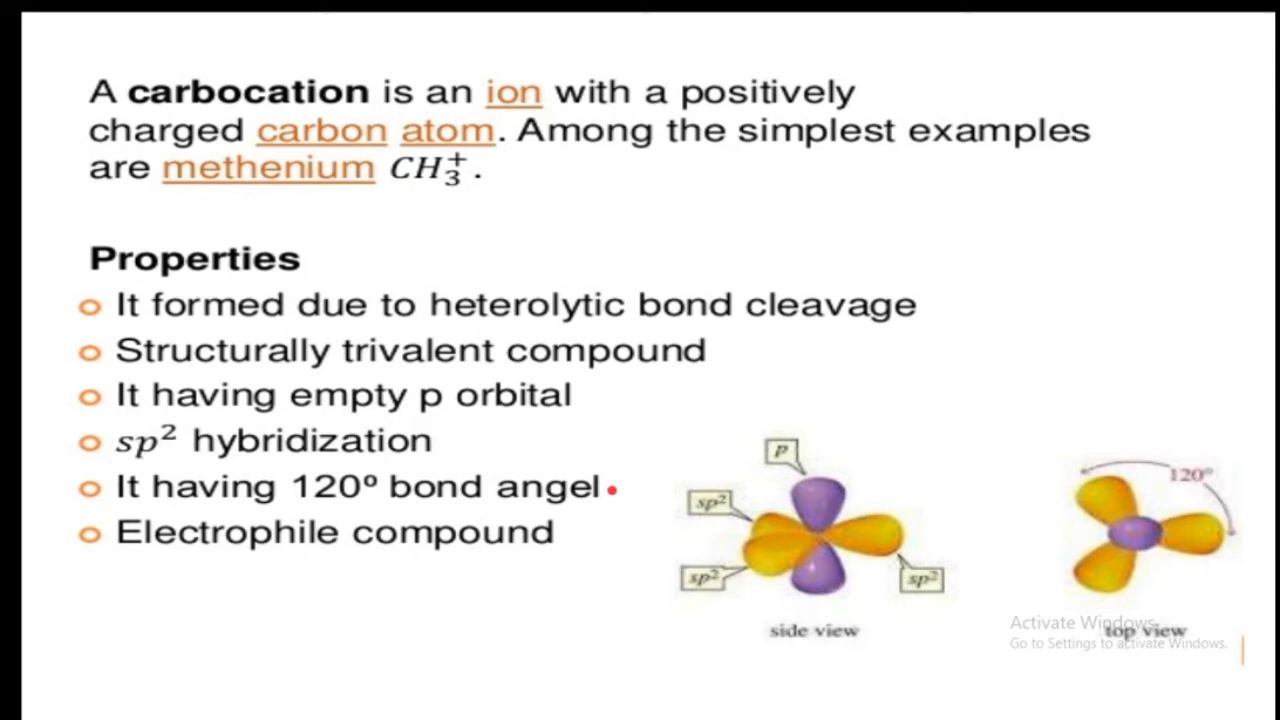 A carbocation is an ion with a positively
charged carbon atom. Among the simplest examples
are methenium CH₃⁺.
Properties
It formed due to heterolytic bond cleavage
Structurally trivalent compound
It having empty p orbital
sp² hybridization
It having 120º bond angel
Electrophile compound
p
sp²
sp²
sp²
side view
120°
top view
Activate Windows
Go to Settings to activate Windows.